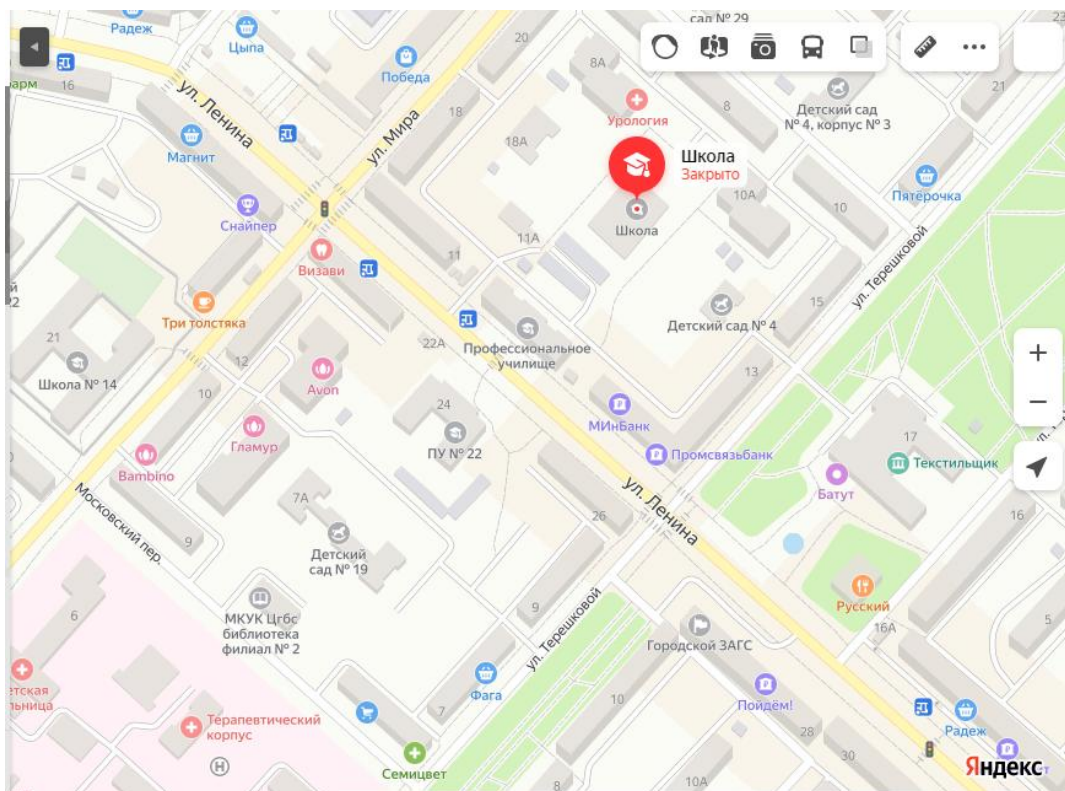 сад № 29
Радеж
Цыпа
Победа
20
8А
21
23
16
18
18А
Урология
8
Детский сад
№ 4, корпус № 3
ул. Ленина
ул. Мира
Магнит
Школа
Закрыто
10А
10
Пятёрочка
Снайпер
Школа
11А
11
Визави
ул. Терешковой
15
Три толстяка
21
22А
Профессиональное
училище
Детский сад № 4
12
Школа № 14
10
Avon
24
13
МИнБанк
17
Гламур
ПУ № 22
Промсвязьбанк
Текстильщик
Bambino
Батут
7А
ул. Ленина
26
16
Московский пер.
9
Детский
сад № 19
Русский
МКУК Цгбс
библиотека
филиал № 2
9
ул. Терешковой
6
16А
5
Городской ЗАГС
Фага
10
Пойдём!
7
Терапевтический
корпус
28
Радеж
30
H
Семицвет
8
10А
Яндекс